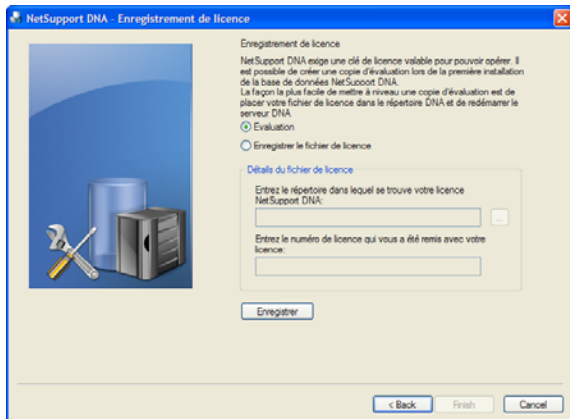 NetSupport DNA - Enregistrement de licence
Enregistrement de licence
NetSupport DNA exige une clé de licence valable pour pouvoir opérer. Il
est possible de créer une copie d'évaluation lors de la première installation
de la base de données NetSupport DNA.
La façon la plus facile de mettre à niveau une copie d'évaluation est de
placer votre fichier de licence dans le répertoire DNA et de redémarrer le
serveur DNA
Evaluation
Enregistrer le fichier de licence
Détails du fichier de licence
Entrez le répertoire dans lequel se trouve votre licence
NetSupport DNA:
...
Entrez le numéro de licence qui vous a été remis avec votre
licence:
Enregistrer
< Back
Finish
Cancel